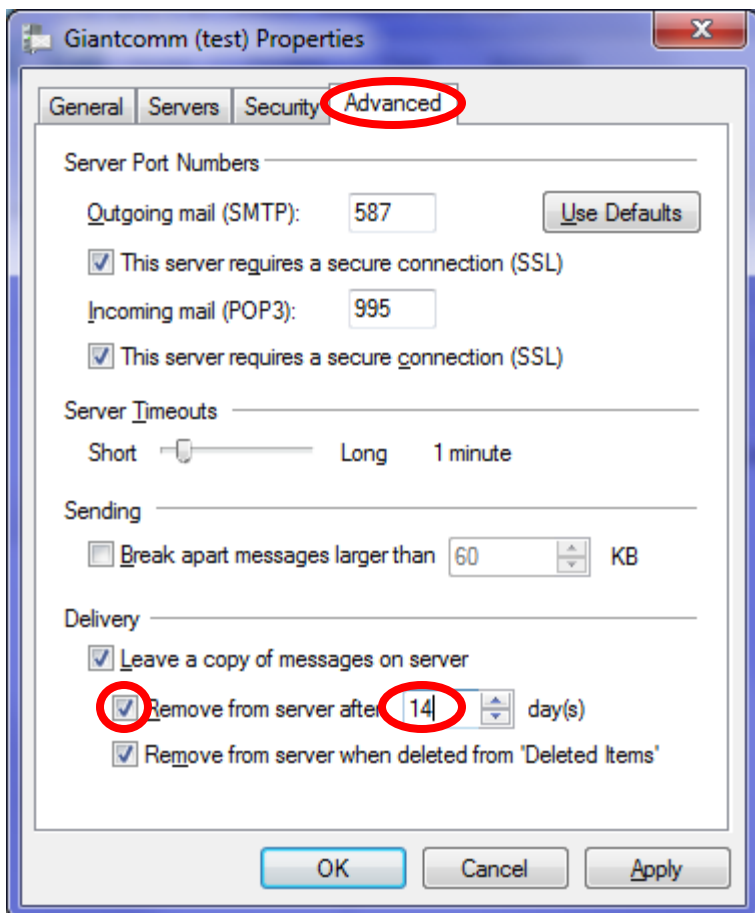 Giantcomm (test) Properties
General Servers Security Advanced
Server Port Numbers
Outgoing mail (SMTP): 587 Use Defaults
This server requires a secure connection (SSL)
Incoming mail (POP3): 995
This server requires a secure connection (SSL)
Server Timeouts
Short Long 1 minute
Sending
Break apart messages larger than 60 KB
Delivery
Leave a copy of messages on server
Remove from server after 14 day(s)
Remove from server when deleted from 'Deleted Items'
OK Cancel Apply